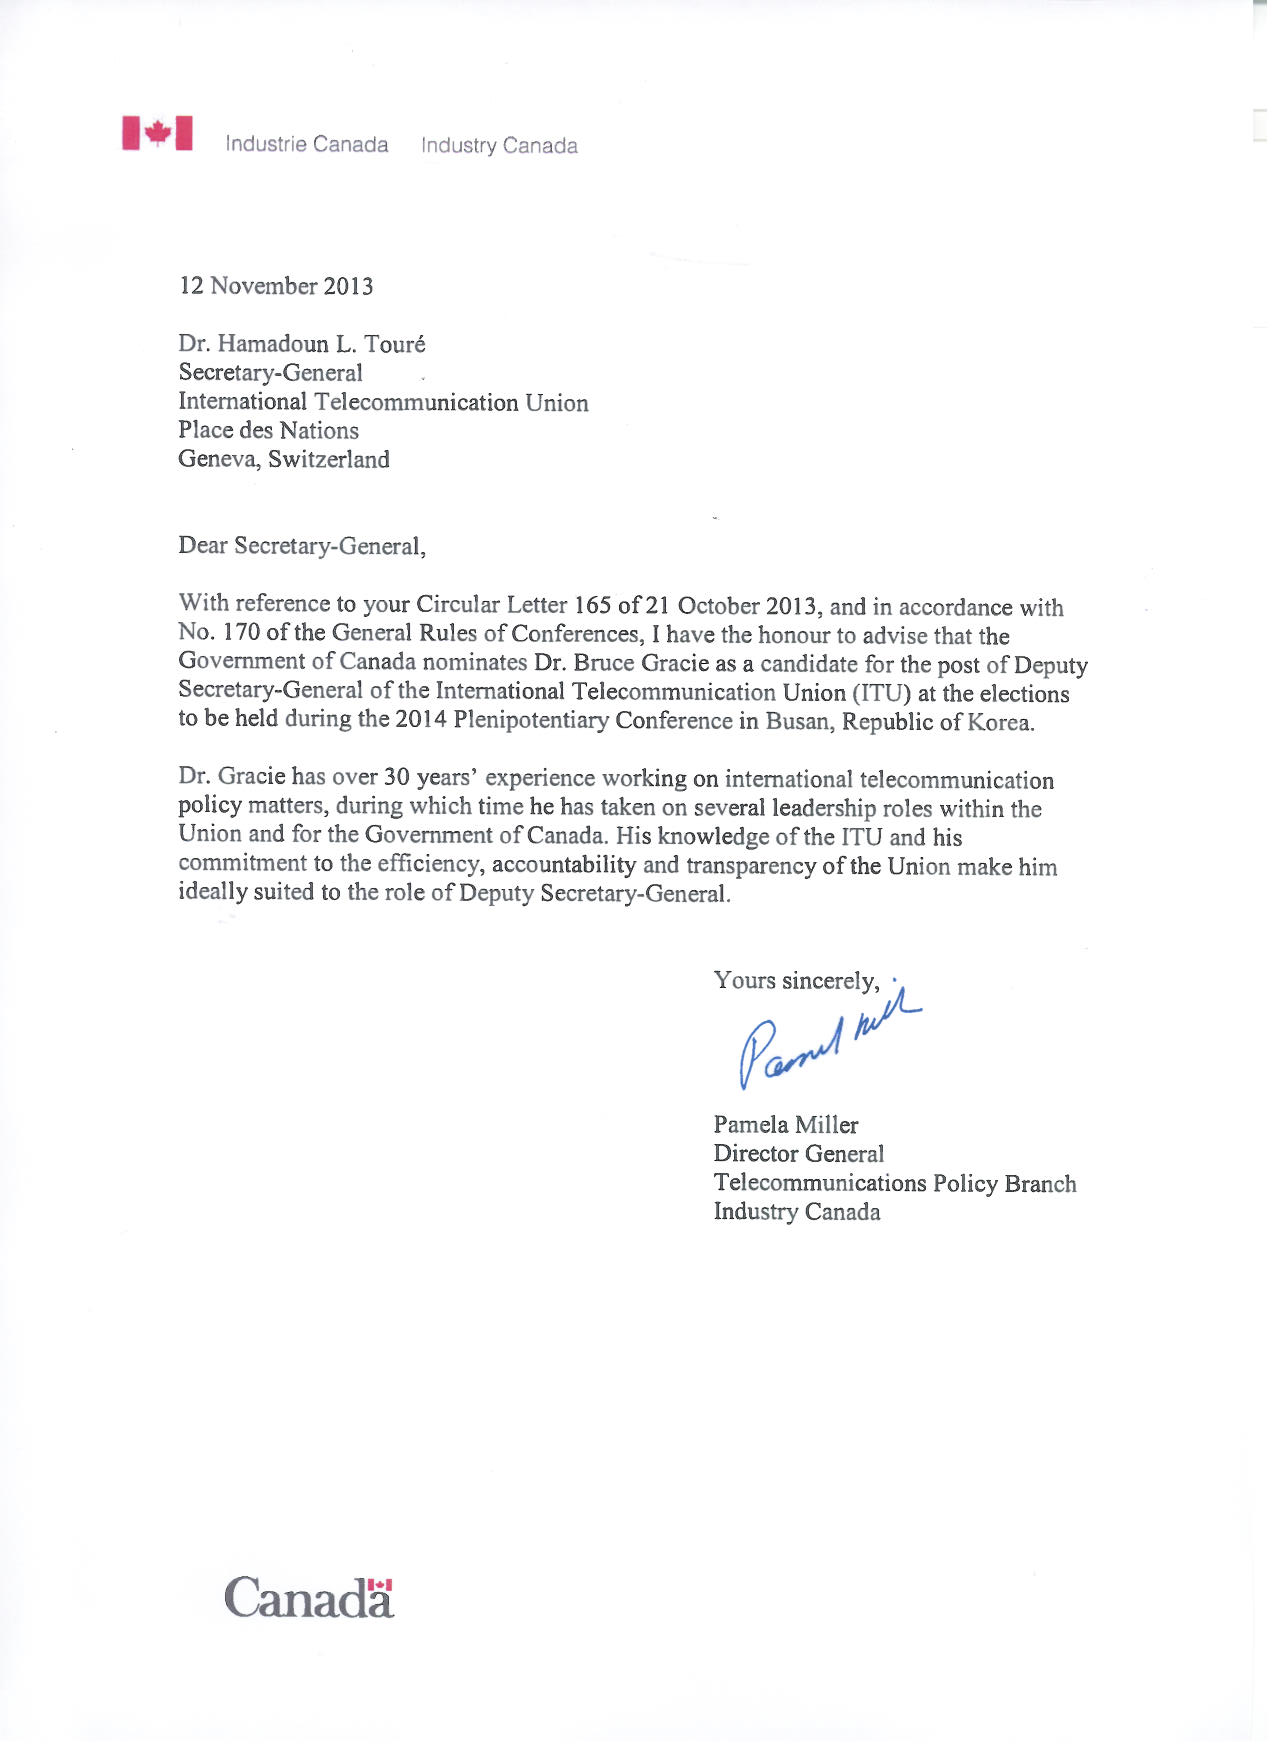 Industrie Canada Industry Canada
12 November 2013
Dr. Hamadoun L. Touré
Secretary-General
International Telecommunication Union
Place des Nations
Geneva, Switzerland
Dear Secretary-General,
With reference to your Circular Letter 165 of 21 October 2013, and in accordance with
No. 170 of the General Rules of Conferences, I have the honour to advise that the
Government of Canada nominates Dr. Bruce Gracie as a candidate for the post of Deputy
Secretary-General of the International Telecommunication Union (ITU) at the elections
to be held during the 2014 Plenipotentiary Conference in Busan, Republic of Korea.
Dr. Gracie has over 30 years’ experience working on international telecommunication
policy matters, during which time he has taken on several leadership roles within the
Union and for the Government of Canada. His knowledge of the ITU and his
commitment to the efficiency, accountability and transparency of the Union make him
ideally suited to the role of Deputy Secretary-General.
Yours sincerely,
Pamela Miller
Director General
Telecommunications Policy Branch
Industry Canada
Canada